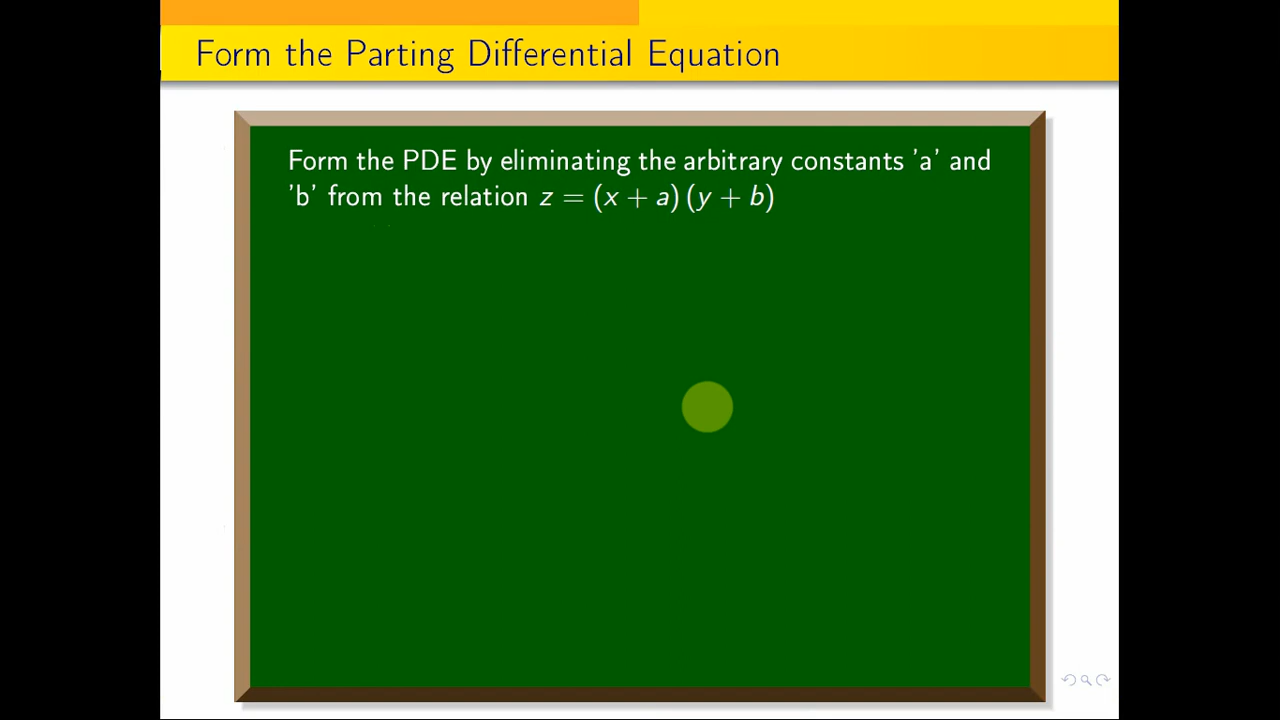 Form the Parting Differential Equation
Form the PDE by eliminating the arbitrary constants 'a' and
'b' from the relation z = (x + a) (y + b)